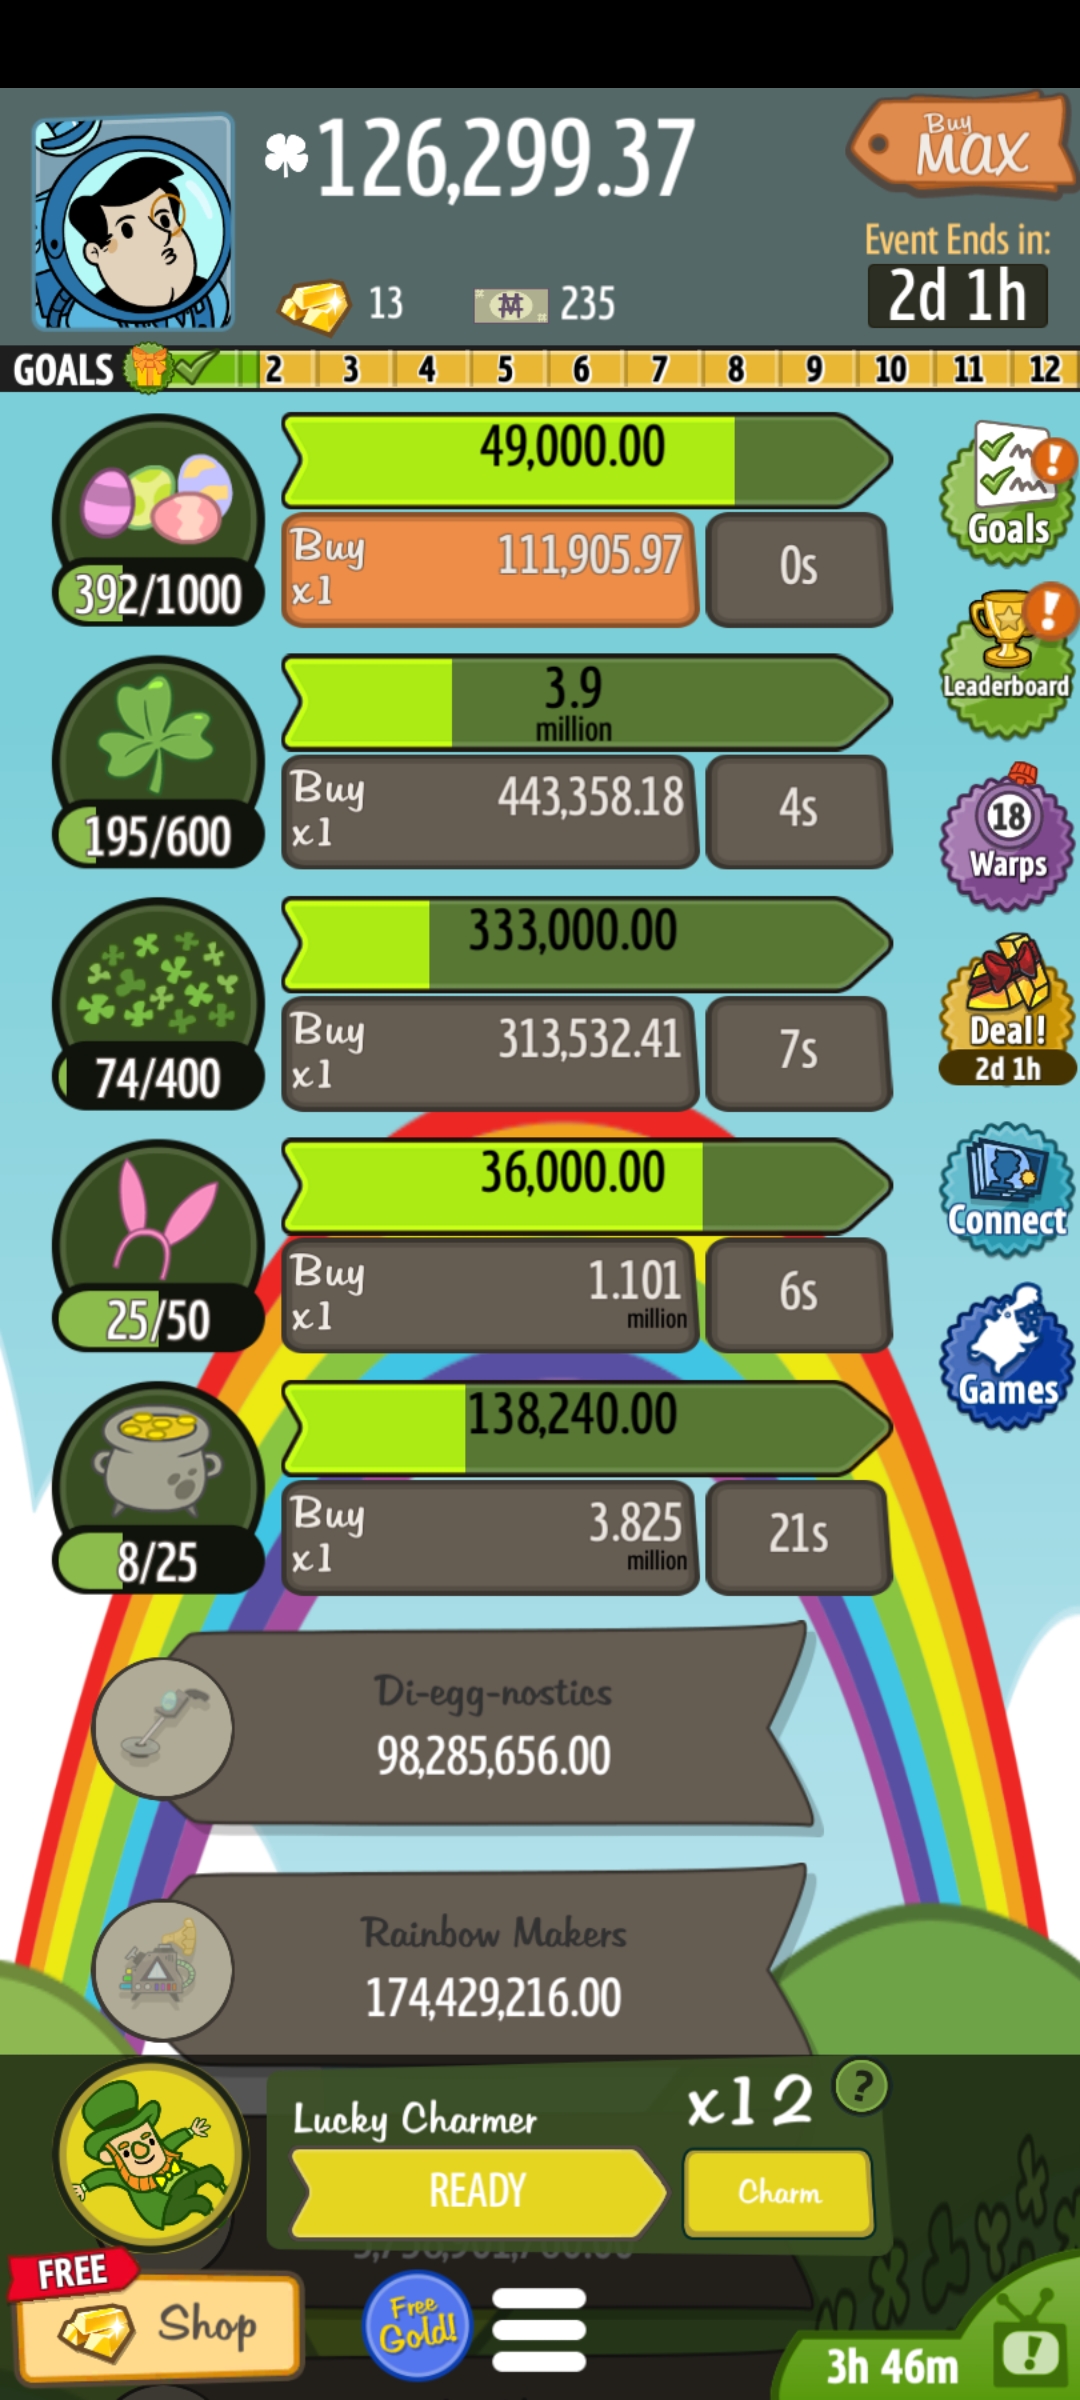 126,299.37
Buy
MAX
Event Ends in:
2d 1h
13
235
GOALS 2 3 4 5 6 7 8 9 10 11 12
49,000.00
392/1000
Buy
x1
111,905.97
0s
Goals
3.9
million
195/600
Buy
x1
443,358.18
4s
Leaderboard
18
Warps
333,000.00
74/400
Buy
x1
313,532.41
7s
Deal!
2d 1h
36,000.00
25/50
Buy
x1
1.101
million
6s
Connect
138,240.00
8/25
Buy
x1
3.825
million
21s
Games
Di-egg-nostics
98,285,656.00
Rainbow Makers
174,429,216.00
Lucky Charmer
x12
?
READY
Charm
FREE
Shop
Free
Gold!
3h 46m